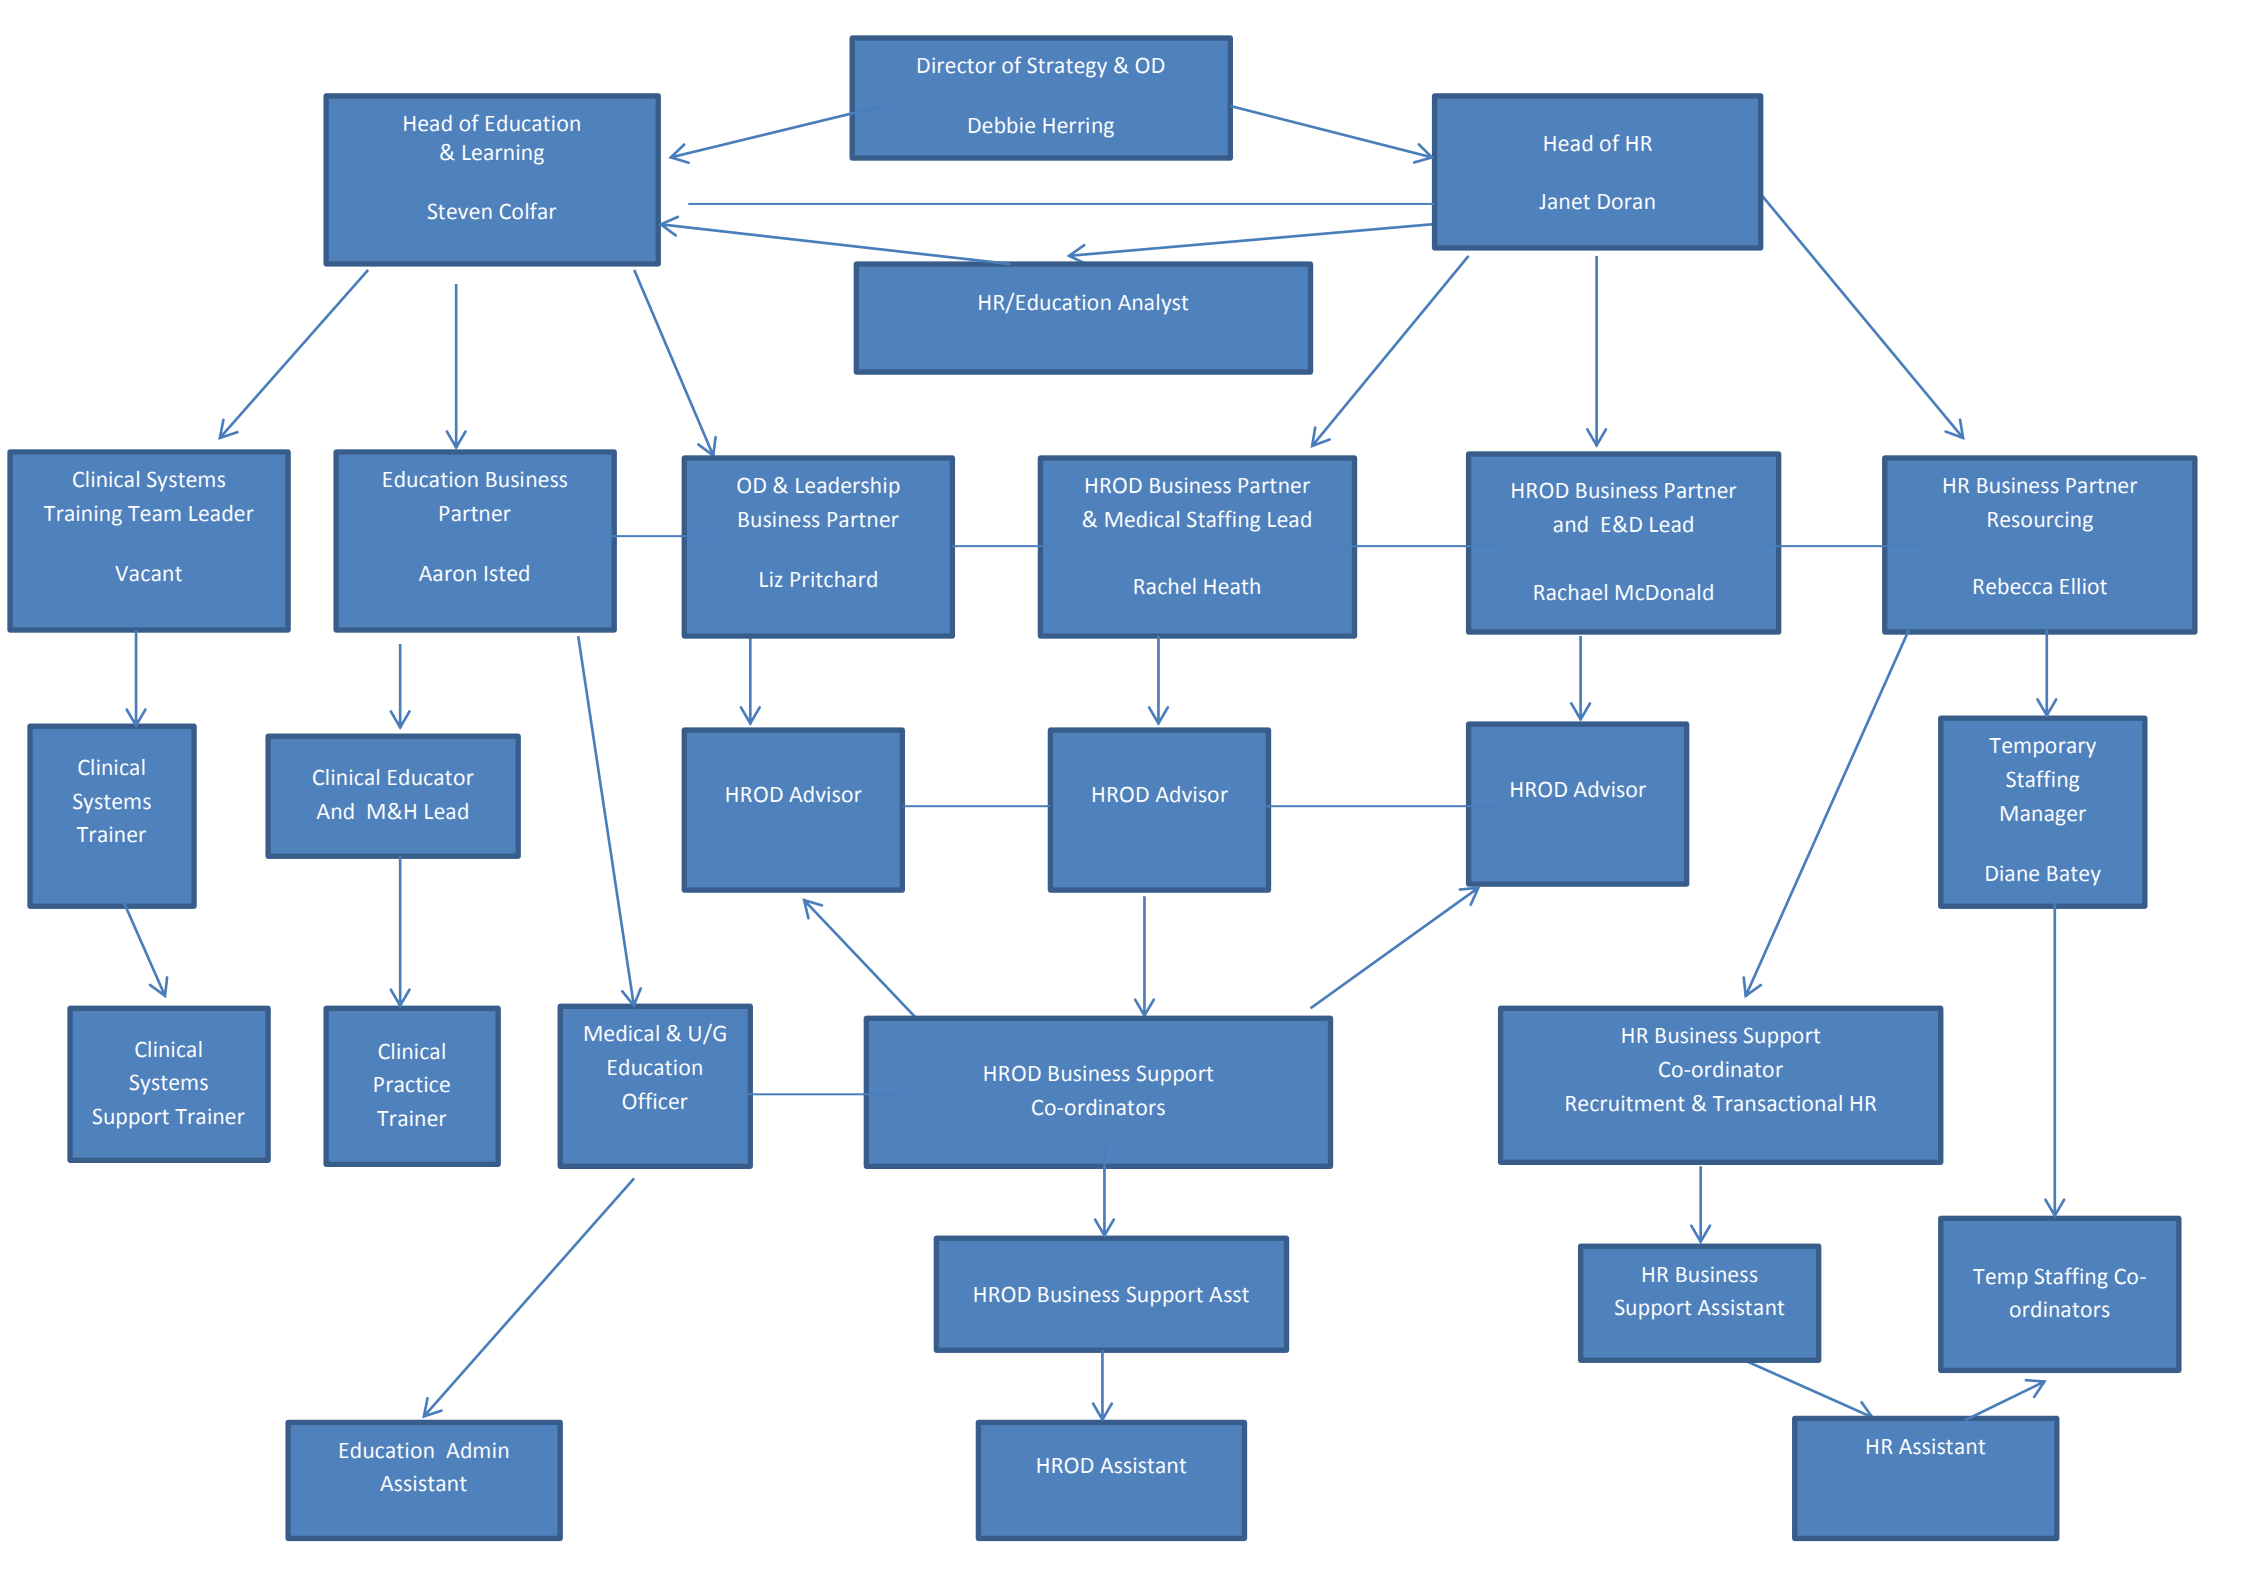 Director of Strategy & OD
Debbie Herring
Head of Education
& Learning
Steven Colfar
Head of HR
Janet Doran
HR/Education Analyst
Clinical Systems
Training Team Leader
Vacant
Education Business
Partner
Aaron Isted
OD & Leadership
Business Partner
Liz Pritchard
HROD Business Partner
& Medical Staffing Lead
Rachel Heath
HROD Business Partner
and E&D Lead
Rachael McDonald
HR Business Partner
Resourcing
Rebecca Elliot
Clinical
Systems
Trainer
Clinical Educator
And M&H Lead
HROD Advisor
HROD Advisor
HROD Advisor
Temporary
Staffing
Manager
Diane Batey
Clinical
Systems
Support Trainer
Clinical
Practice
Trainer
Medical & U/G
Education
Officer
HROD Business Support
Co-ordinators
HR Business Support
Co-ordinator
Recruitment & Transactional HR
HROD Business Support Asst
HR Business
Support Assistant
Temp Staffing Co-
ordinators
Education Admin
Assistant
HROD Assistant
HR Assistant